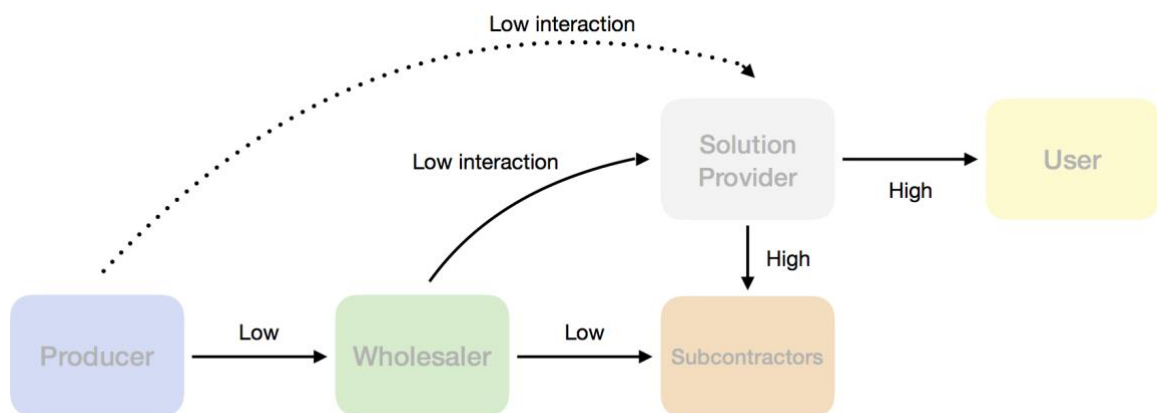 Low interaction
Low interaction
Solution
Provider
User
High
High
Low
Low
Producer
Wholesaler
Subcontractors